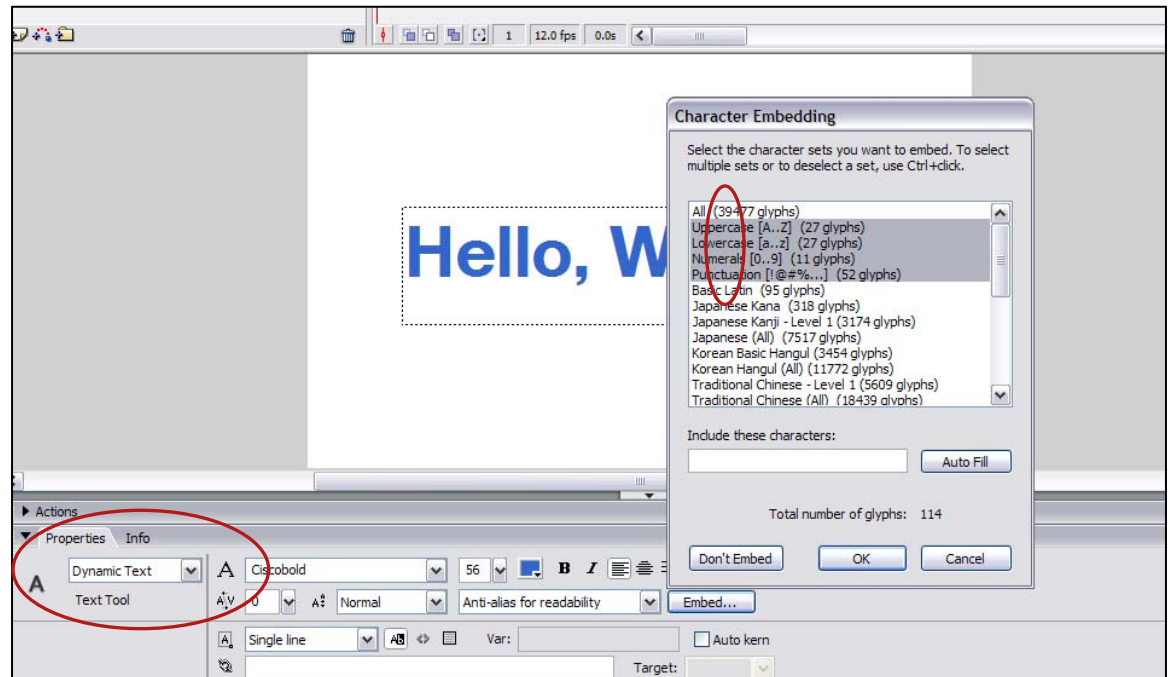 1 12.0 fps 0.0s
Character Embedding
Select the character sets you want to embed. To select
multiple sets or to deselect a set, use Ctrl+click.
All (39477 glyphs)
Uppercase [A..Z] (27 glyphs)
Lowercase [a..z] (27 glyphs)
Numerals [0..9] (11 glyphs)
Punctuation [!@#%...] (52 glyphs)
Basic Latin (95 glyphs)
Japanese Kana (318 glyphs)
Japanese Kanji - Level 1 (3174 glyphs)
Japanese (All) (7517 glyphs)
Korean Basic Hangul (3454 glyphs)
Korean Hangul (All) (11772 glyphs)
Traditional Chinese - Level 1 (5609 glyphs)
Traditional Chinese (All) (18439 glyphs)
Include these characters:
Auto Fill
Total number of glyphs: 114
Don't Embed OK Cancel
Hello, W
Actions
Properties Info
A Dynamic Text A Ciscobold 56 B I
Text Tool A V 0 A Normal Anti-alias for readability Embed...
A Single line AB Var: Auto kern
Target: